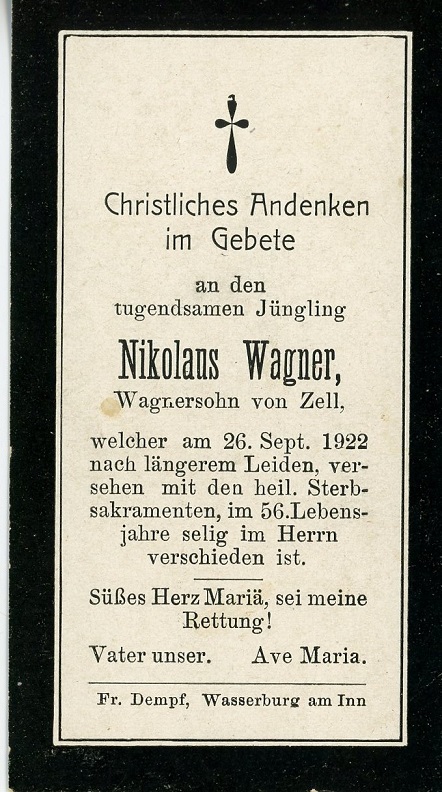 Christliches Andenken
im Gebete
an den
tugendsamen Jüngling
Nikolaus Wagner,
Wagnersohn von Zell,
welcher am 26. Sept. 1922
nach längerem Leiden, ver-
sehen mit den heil. Sterb-
sakramenten, im 56.Lebens-
jahre selig im Herrn
verschieden ist.
Süßes Herz Mariä, sei meine
Rettung!
Vater unser. Ave Maria.
Fr. Dempf, Wasserburg am Inn